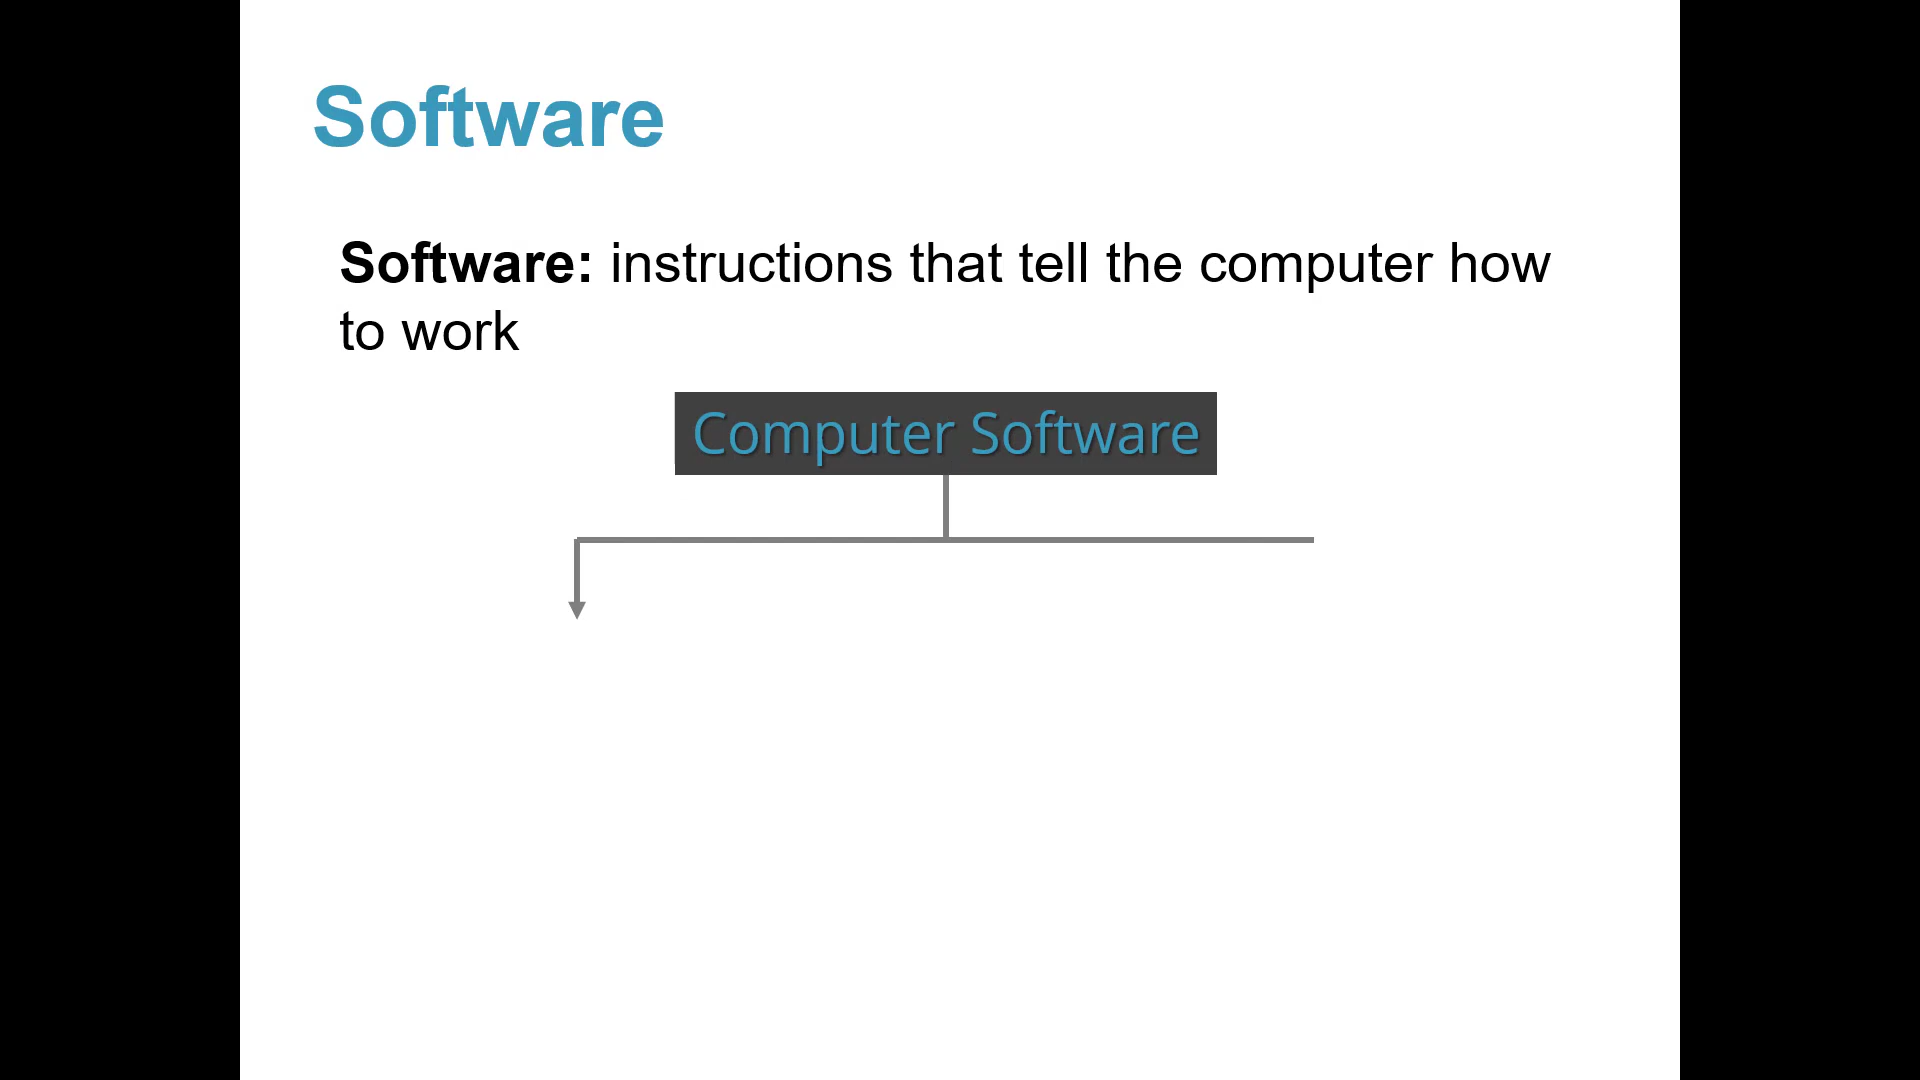 Software
Software: instructions that tell the computer how
to work
Computer Software